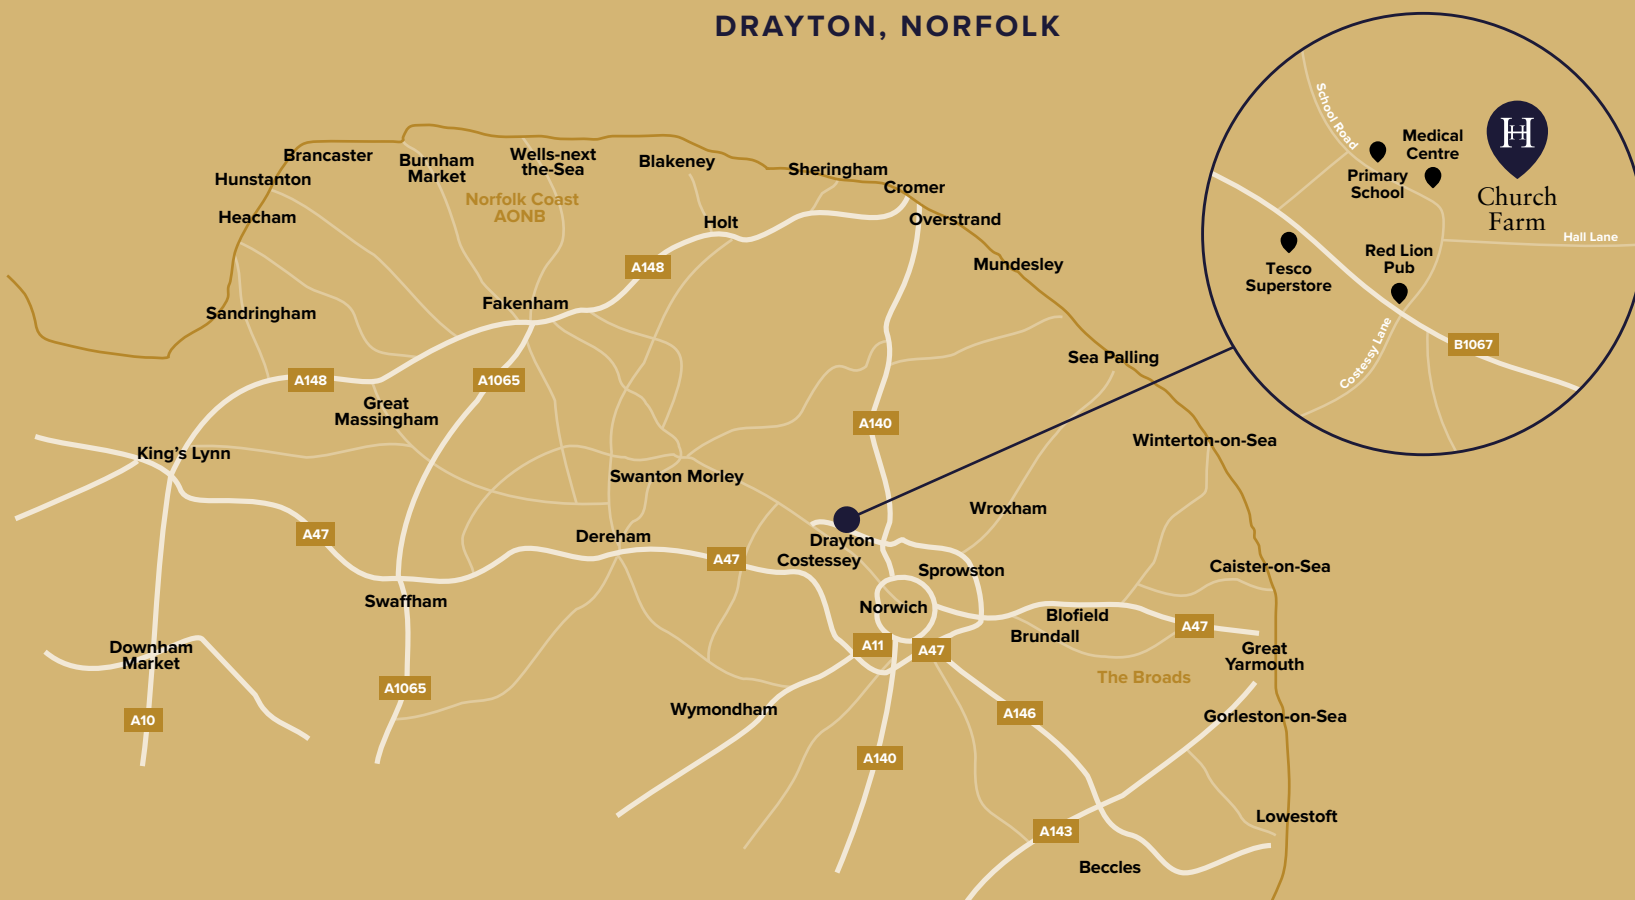 DRAYTON, NORFOLK
School Road
Medical
Centre
Primary
School
H
Church
Farm
Hall Lane
Red Lion
Pub
Tesco
Superstore
Costessy Lane
B1067
Brancaster
Burnham
Market
Wells-next
the-Sea
Blakeney
Sheringham
Hunstanton
Cromer
Norfolk Coast
AONB
Heacham
Holt
Overstrand
A148
Mundesley
Fakenham
Sandringham
Sea Palling
A148
A1065
Great
Massingham
A140
King's Lynn
Winterton-on-Sea
Swanton Morley
Wroxham
A47
Dereham
Drayton
A47
Costessey
Sprowston
Caister-on-Sea
Swaffham
Norwich
Blofield
A47
Brundall
Downham
Market
A11
A47
Great
Yarmouth
The Broads
A1065
Wymondham
A146
Gorleston-on-Sea
A10
A140
Lowestoft
A143
Beccles